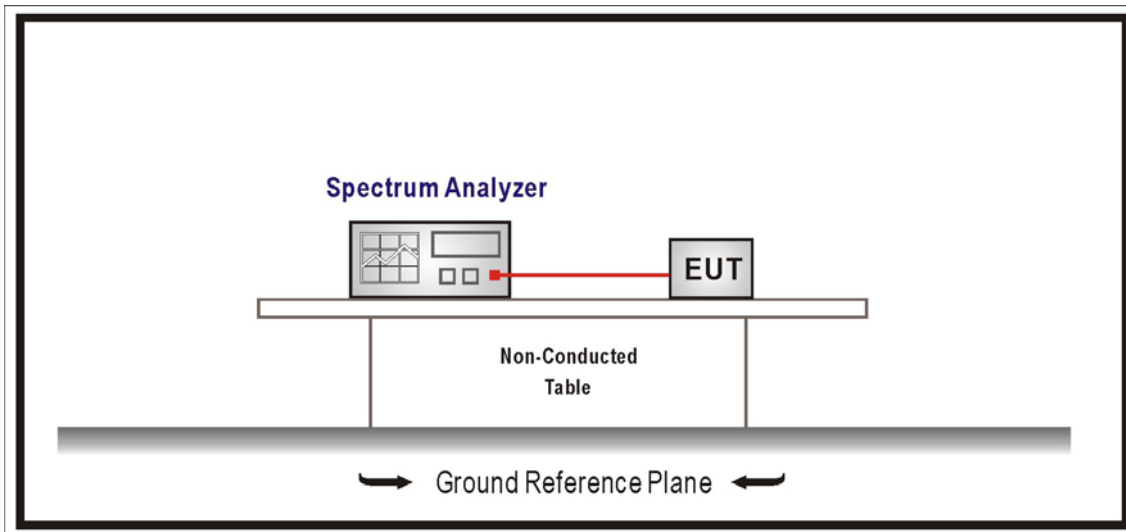 Spectrum Analyzer
EUT
Non-Conducted
Table
Ground Reference Plane